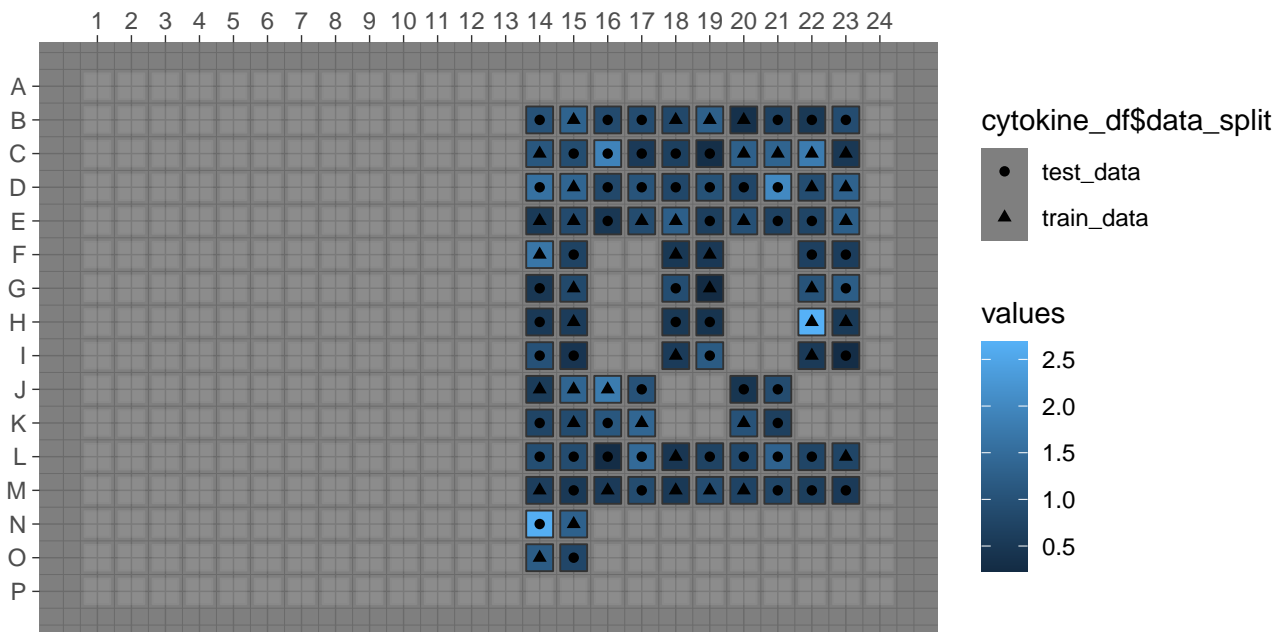 1 2 3 4 5 6 7 8 9 10 11 12 13 14 15 16 17 18 19 20 21 22 23 24
A
B
C
D
E
F
G
H
I
J
K
L
M
N
O
P
cytokine_df$data_split
test_data
train_data
values
2.5
2.0
1.5
1.0
0.5